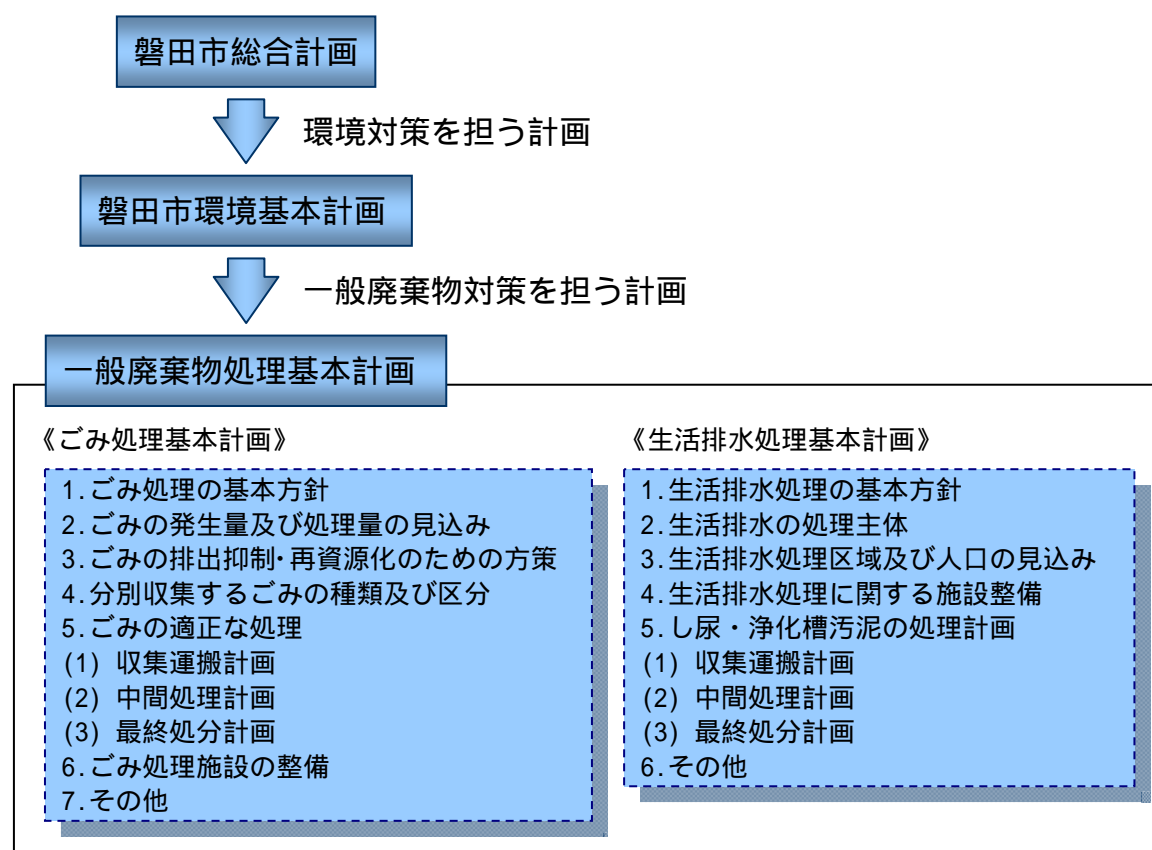 磐田市総合計画
環境対策を担う計画
磐田市環境基本計画
一般廃棄物対策を担う計画
一般廃棄物処理基本計画
《ごみ処理基本計画》
1.ごみ処理の基本方針
2.ごみの発生量及び処理量の見込み
3.ごみの排出抑制・再資源化のための方策
4.分別収集するごみの種類及び区分
5.ごみの適正な処理
(1) 収集運搬計画
(2) 中間処理計画
(3) 最終処分計画
6.ごみ処理施設の整備
7.その他
《生活排水処理基本計画》
1.生活排水処理の基本方針
2.生活排水の処理主体
3.生活排水処理区域及び人口の見込み
4.生活排水処理に関する施設整備
5.し尿・浄化槽汚泥の処理計画
(1) 収集運搬計画
(2) 中間処理計画
(3) 最終処分計画
6.その他